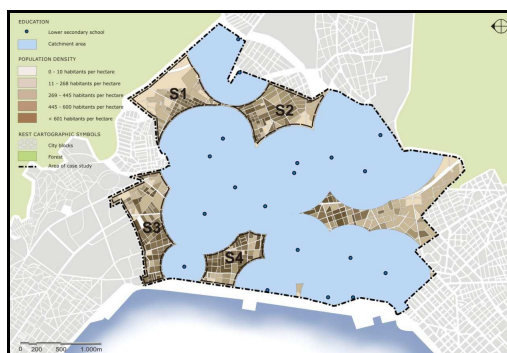 EDUCATION
Lower secondary school
Catchment area
POPULATION DENSITY
0 - 10 habitants per hectare
11 - 268 habitants per hectare
269 - 445 habitants per hectare
445 - 600 habitants per hectare
> 601 habitants per hectare
REST CARTOGRAPHIC SYMBOLS
City blocks
Forest
Area of case study
S1
S2
S3
S4
0 200 500 1.000 m